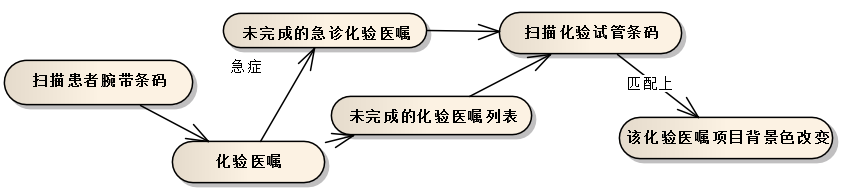 未完成的急诊化验医嘱
扫描化验试管条码
急症
扫描患者腕带条码
匹配上
未完成的化验医嘱列表
该化验医嘱项目背景色改变
化验医嘱